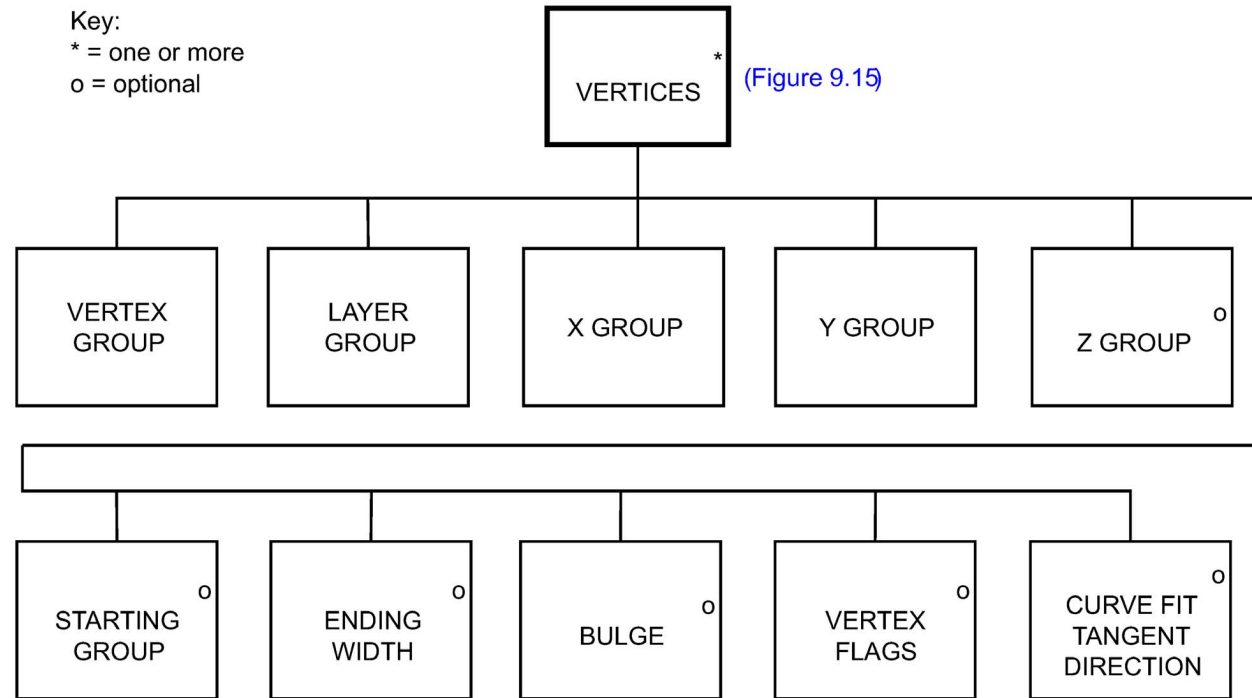 Key:
* = one or more
o = optional
*
VERTICES
(Figure 9.15)
VERTEX
GROUP
LAYER
GROUP
X GROUP
Y GROUP
o
Z GROUP
o
STARTING
GROUP
o
ENDING
WIDTH
o
BULGE
o
VERTEX
FLAGS
o
CURVE FIT
TANGENT
DIRECTION